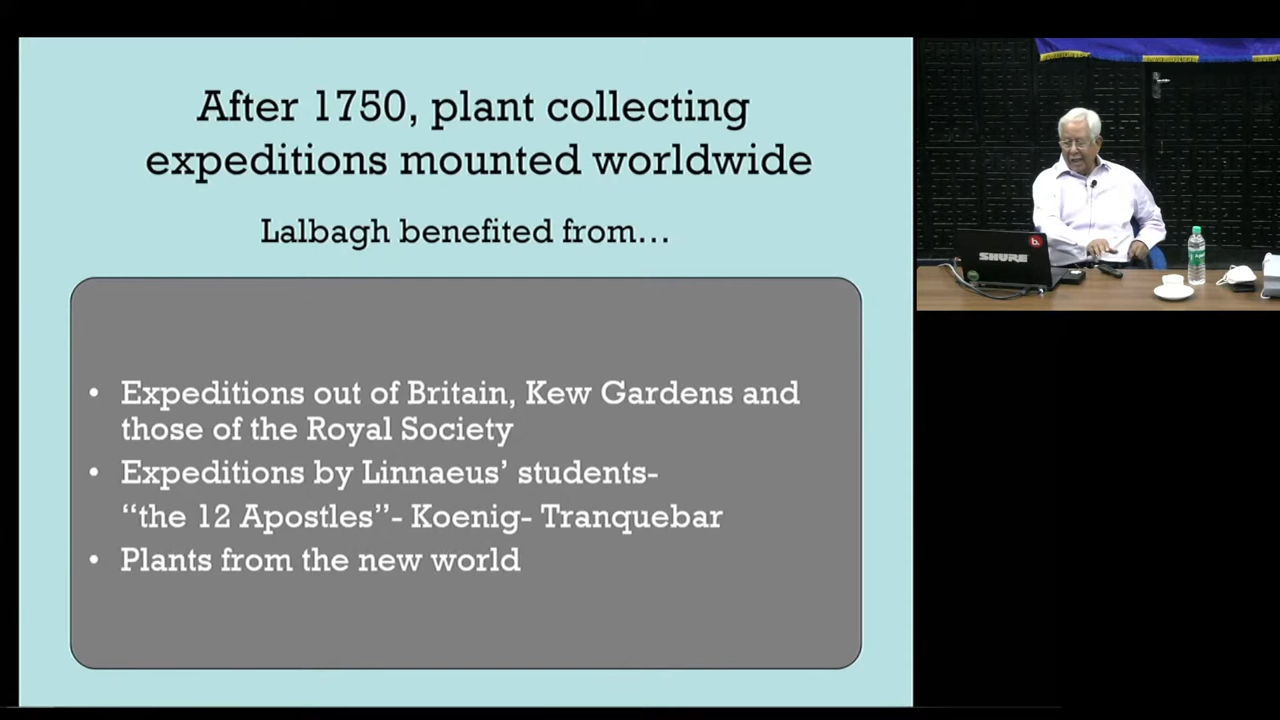 After 1750, plant collecting
expeditions mounted worldwide
Lalbagh benefited from...
• Expeditions out of Britain, Kew Gardens and
those of the Royal Society
• Expeditions by Linnaeus’ students-
“the 12 Apostles”- Koenig- Tranquebar
• Plants from the new world
SHURE
b.